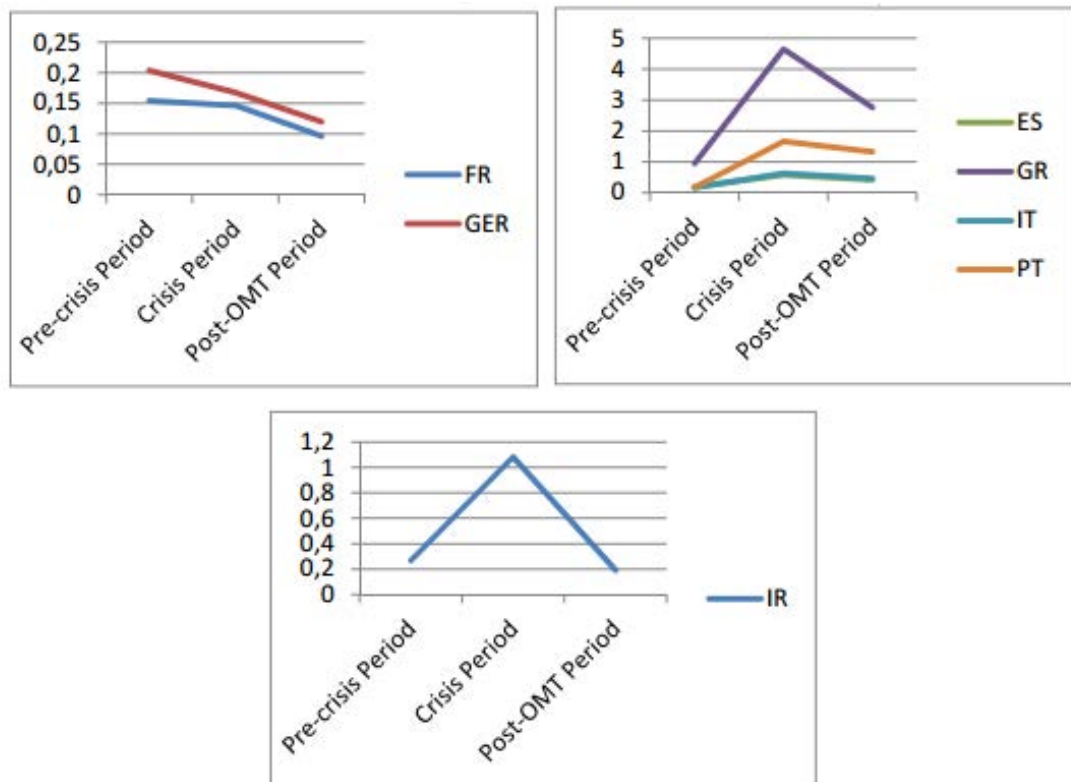 0,25
0,2
0,15
0,1
0,05
0
Pre-crisis Period
Crisis Period
Post-OMT Period
FR
GER
5
4
3
2
1
0
Pre-crisis Period
Crisis Period
Post-OMT Period
ES
GR
IT
PT
1,2
1
0,8
0,6
0,4
0,2
0
Pre-crisis Period
Crisis Period
Post-OMT Period
IR